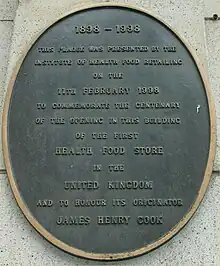 1898 - 1998
THIS PLAQUE WAS PRESENTED BY THE
INSTITUTE OF HEALTH FOOD RETAILING
ON THE
11TH FEBRUARY 1998
TO COMMEMORATE THE CENTENARY
OF THE OPENING IN THIS BUILDING
OF THE FIRST
HEALTH FOOD STORE
IN THE
UNITED KINGDOM
AND TO HONOUR ITS ORIGINATOR
JAMES HENRY COOK